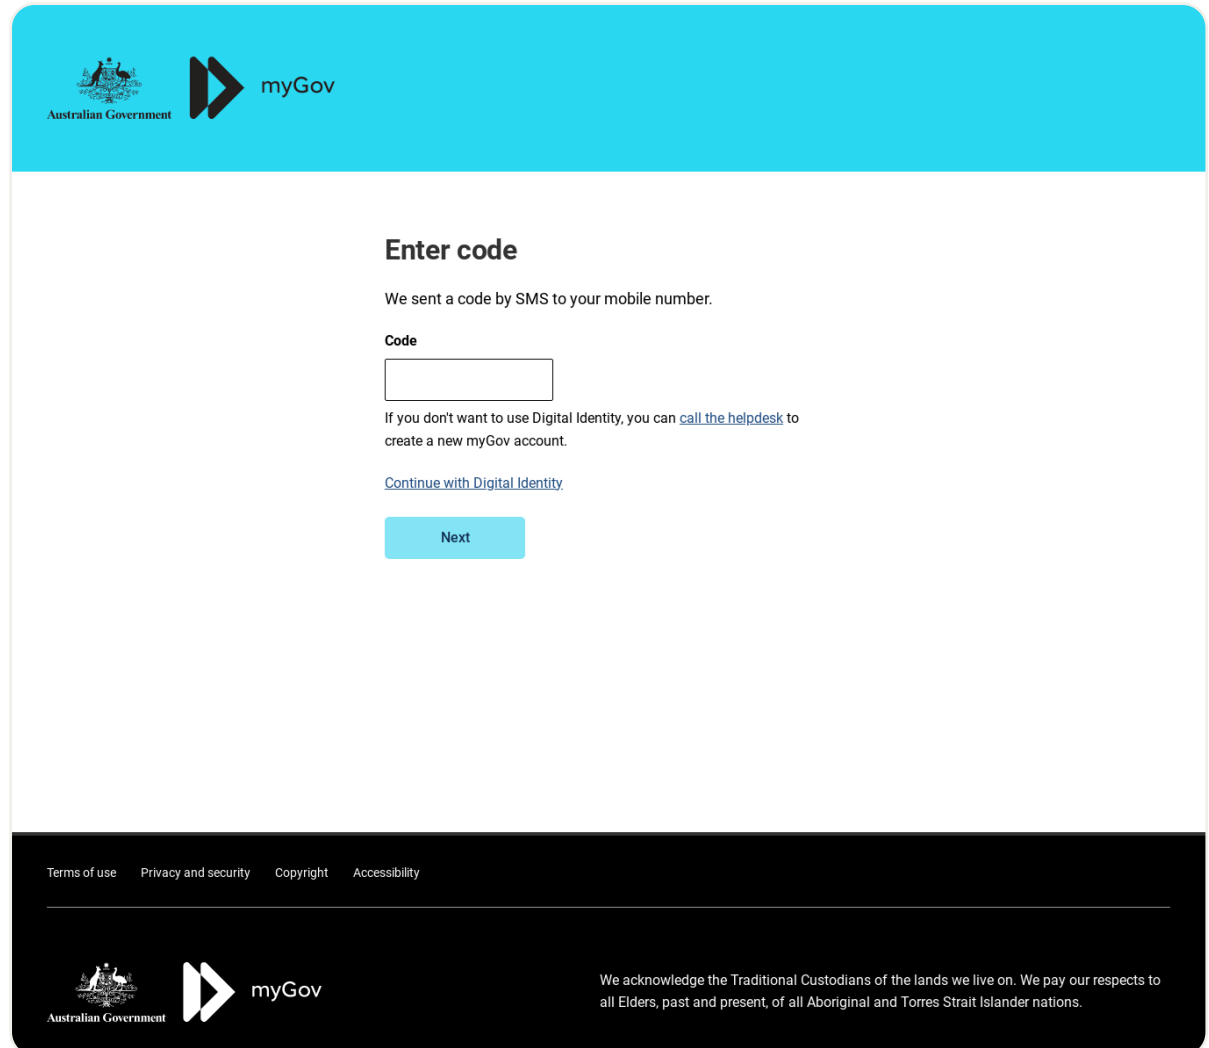 Australian Government
myGov
Enter code
We sent a code by SMS to your mobile number.
Code
If you don't want to use Digital Identity, you can call the helpdesk to
create a new myGov account.
Continue with Digital Identity
Next
Terms of use Privacy and security Copyright Accessibility
Australian Government
myGov
We acknowledge the Traditional Custodians of the lands we live on. We pay our respects to
all Elders, past and present, of all Aboriginal and Torres Strait Islander nations.